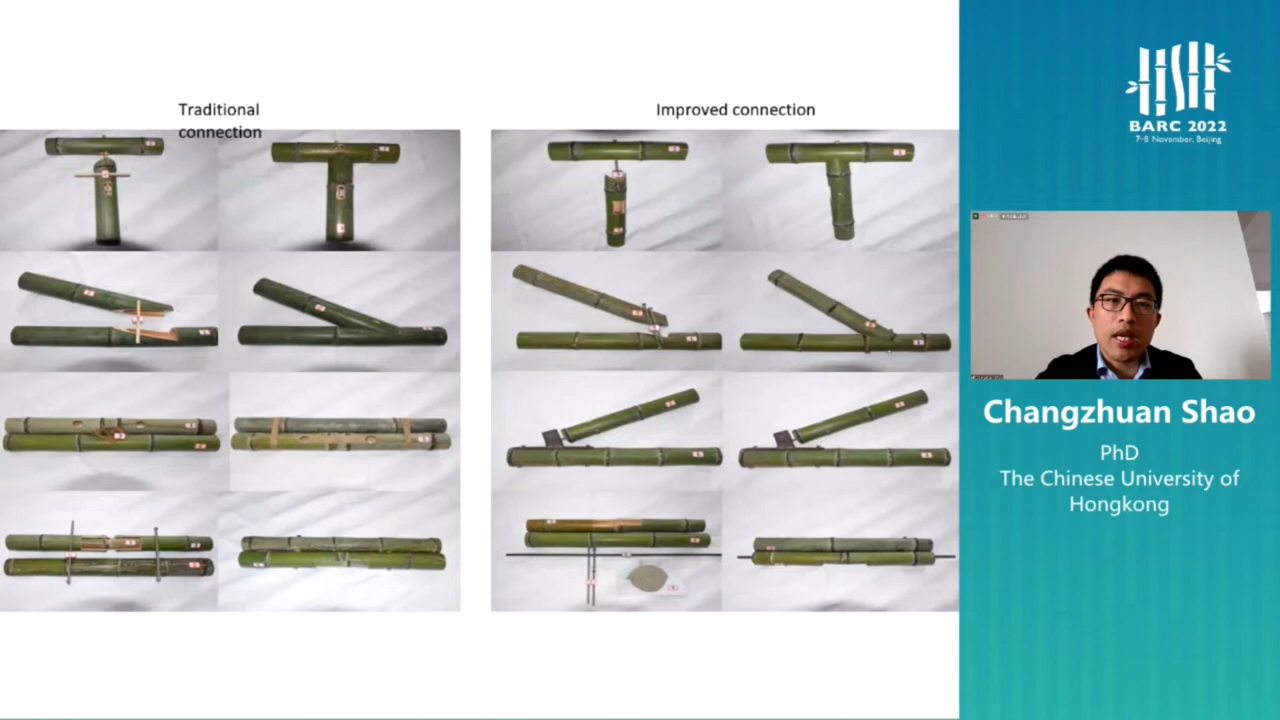 Traditional
connection
Improved connection
BARC 2022
7-8 November, Beijing
Changzhuan Shao
PhD
The Chinese University of
Hongkong